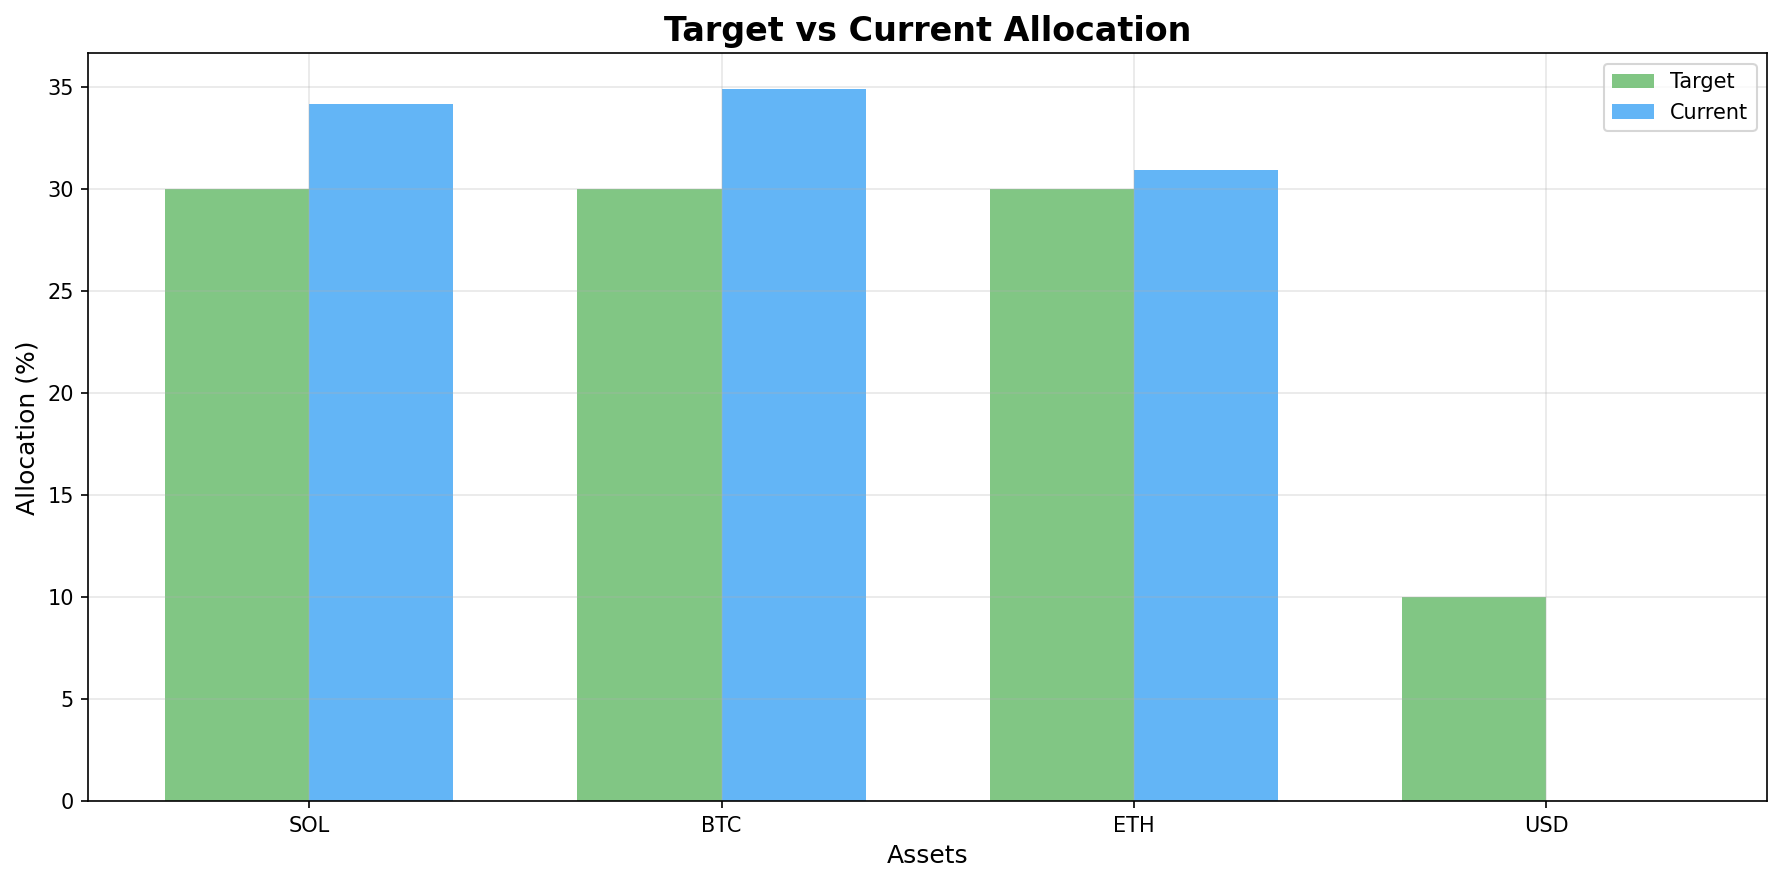 Target vs Current Allocation
Target
Current
Allocation (%)
35
30
25
20
15
10
5
0
SOL
BTC
ETH
USD
Assets